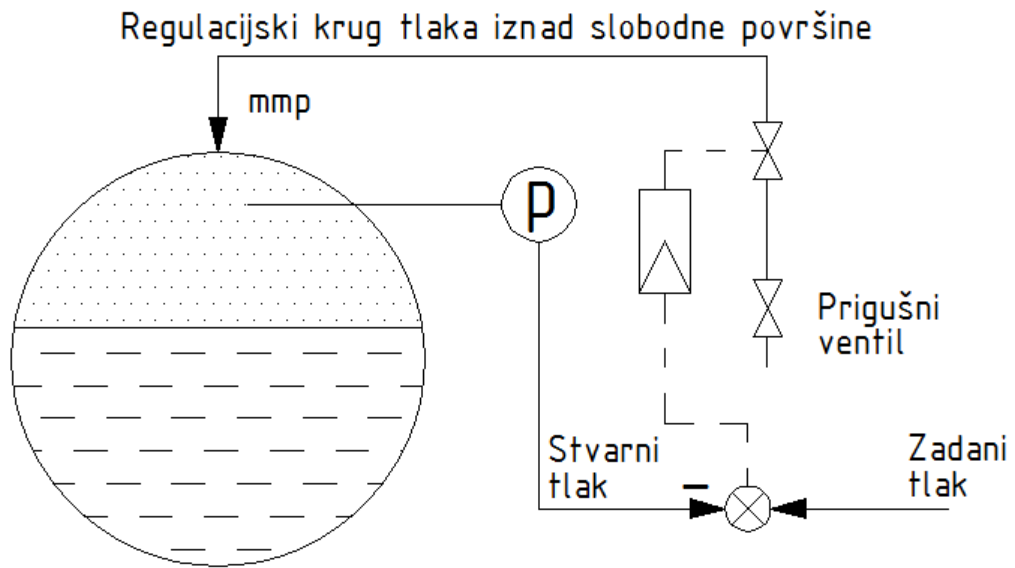 Regulacijski krug tlaka iznad slobodne površine
mmp
p
Prigušni
ventil
Stvarni
tlak
Zadani
tlak
–